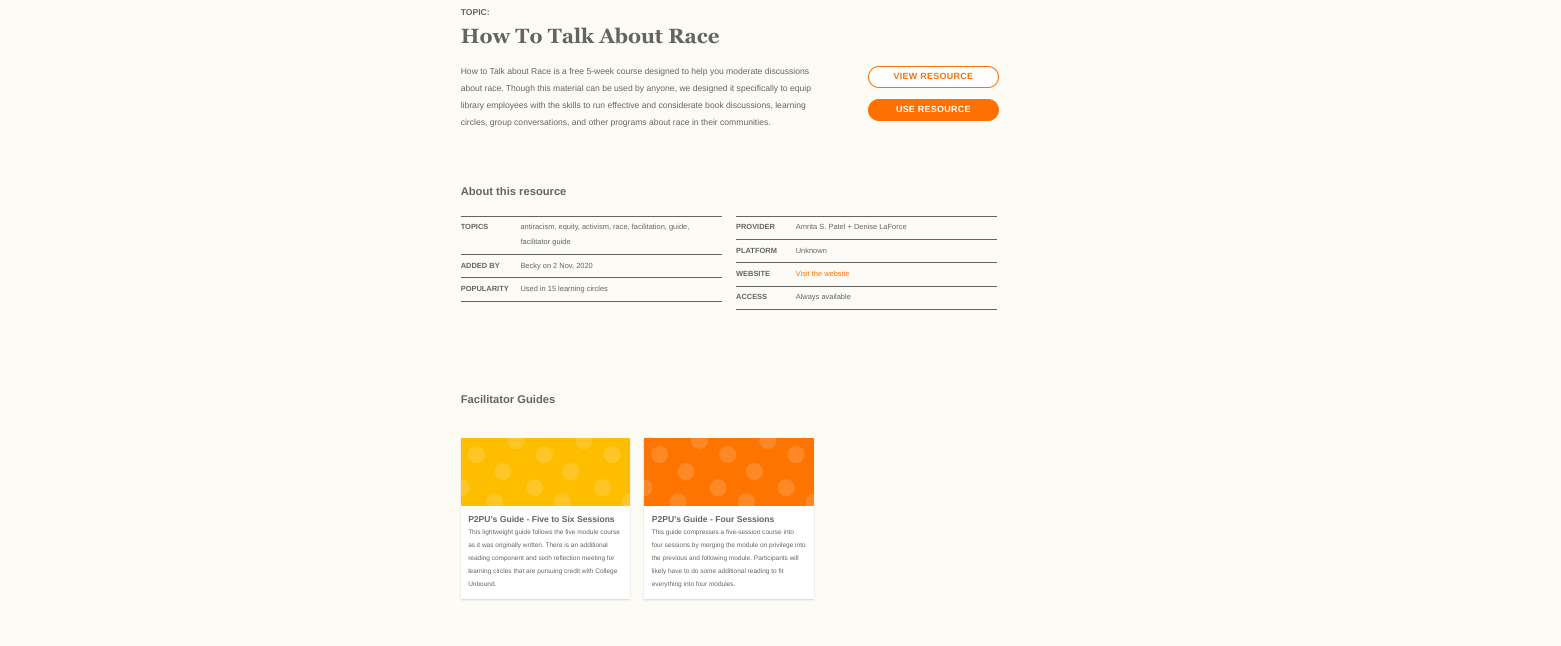 TOPIC:
How To Talk About Race
How to Talk about Race is a free 5-week course designed to help you moderate discussions
about race. Though this material can be used by anyone, we designed it specifically to equip
library employees with the skills to run effective and considerate book discussions, learning
circles, group conversations, and other programs about race in their communities.
VIEW RESOURCE
USE RESOURCE
About this resource
TOPICS antiracism, equity, activism, race, facilitation, guide,
facilitator guide
ADDED BY Becky on 2 Nov, 2020
POPULARITY Used in 15 learning circles
PROVIDER Amrita S. Patel + Denise LaForce
PLATFORM Unknown
WEBSITE Visit the website
ACCESS Always available
Facilitator Guides
P2PU's Guide - Five to Six Sessions
This lightweight guide follows the five module course
as it was originally written. There is an additional
reading component and sixth reflection meeting for
learning circles that are pursuing credit with College
Unbound.
P2PU's Guide - Four Sessions
This guide compresses a five-session course into
four sessions by merging the module on privilege into
the previous and following module. Participants will
likely have to do some additional reading to fit
everything into four modules.